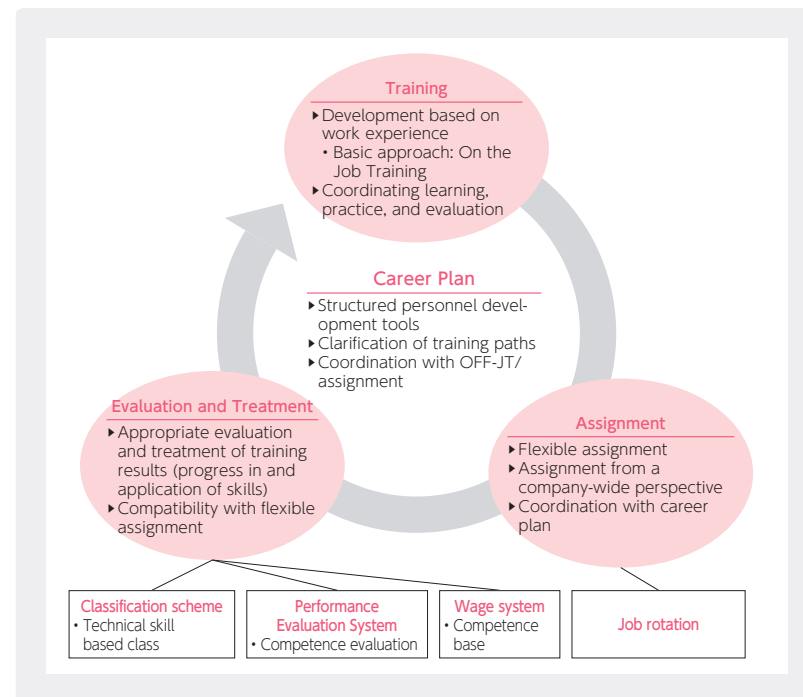 Training
▶Development based on
work experience
・Basic approach: On the
Job Training
▶Coordinating learning,
practice, and evaluation
Career Plan
▶Structured personnel devel-
opment tools
▶Clarification of training paths
▶Coordination with OFF-JT/
assignment
Evaluation and Treatment
▶Appropriate evaluation
and treatment of training
results (progress in and
application of skills)
▶Compatibility with flexible
assignment
Assignment
▶Flexible assignment
▶Assignment from a
company-wide perspective
▶Coordination with career
plan
Classification scheme
・Technical skill
based class
Performance
Evaluation System
・Competence evaluation
Wage system
・Competence
base
Job rotation